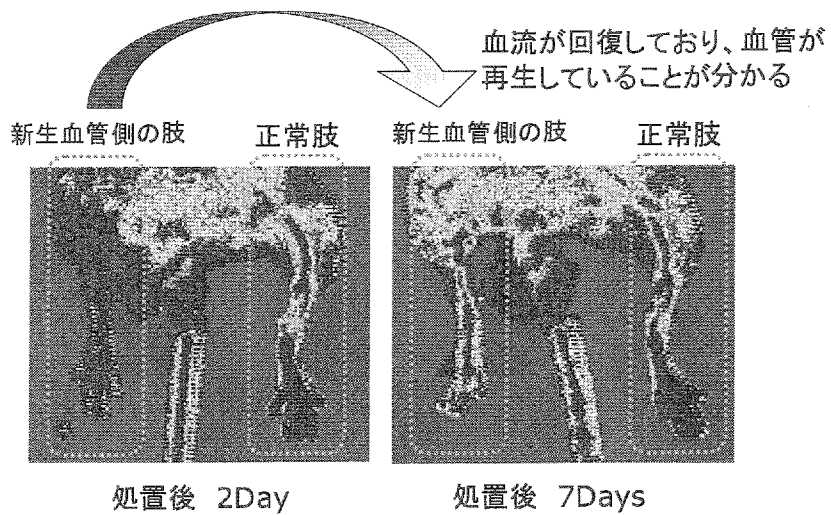 血流が回復しており、血管が
再生していることが分かる
新生血管側の肢
正常肢
新生血管側の肢
正常肢
処置後 2Day
処置後 7Days